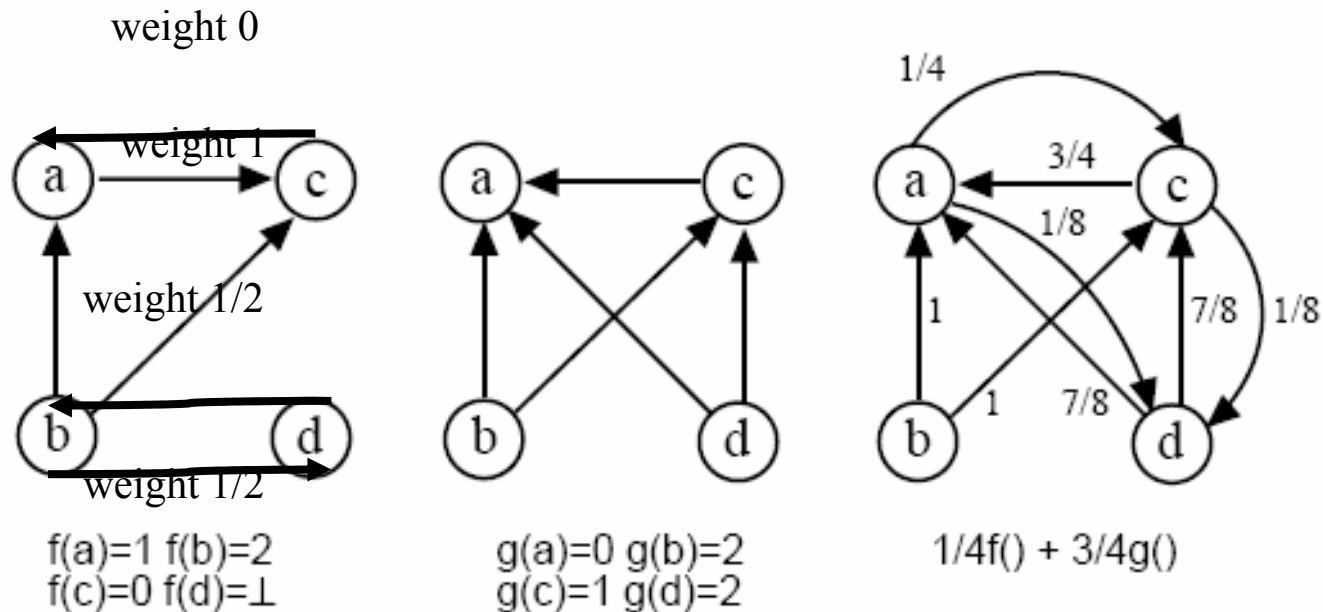 weight 0
weight 1
a
c
weight 1/2
b
d
weight 1/2
f(a)=1 f(b)=2
f(c)=0 f(d)=⊥
a
c
b
d
g(a)=0 g(b)=2
g(c)=1 g(d)=2
1/4
3/4
a
c
1/8
1
7/8
1/8
1
7/8
b
d
1/4f() + 3/4g()